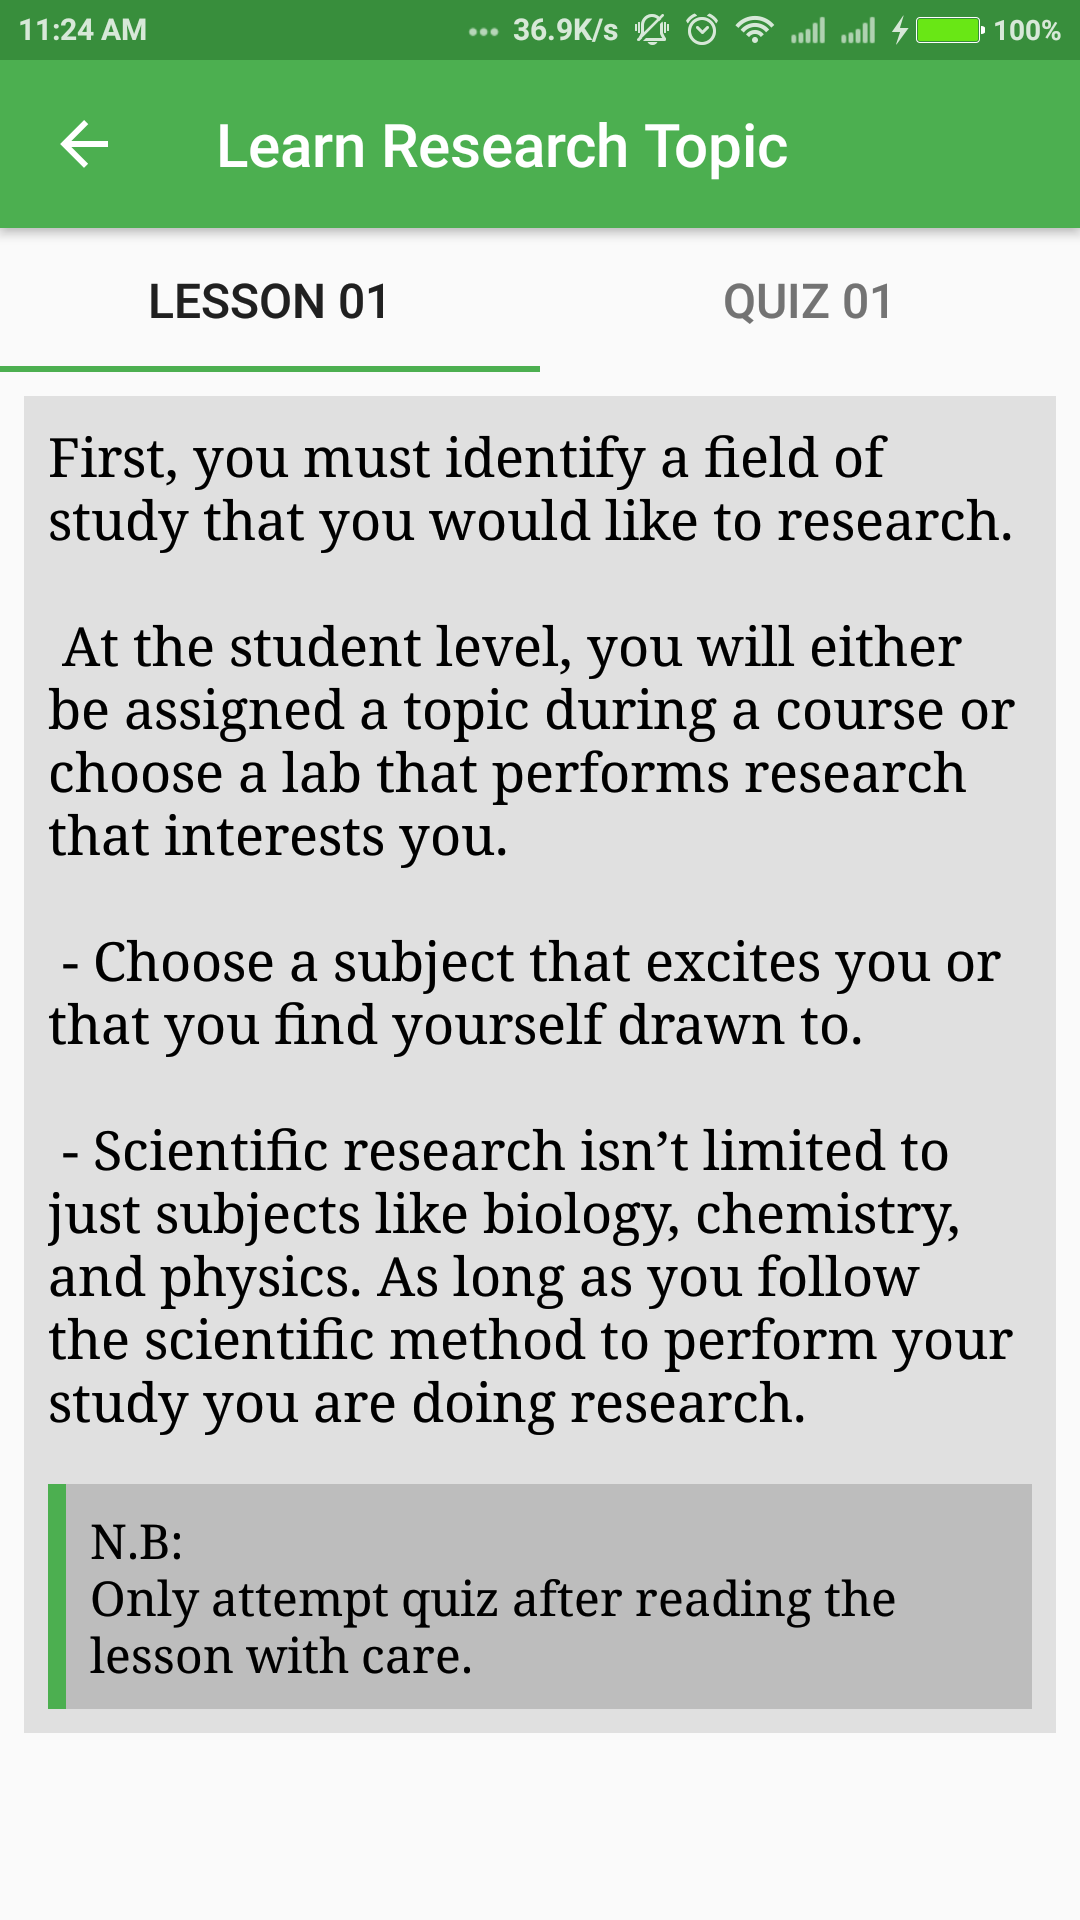 11:24 AM ... 36.9K/s 100%
Learn Research Topic
LESSON 01 QUIZ 01
First, you must identify a field of
study that you would like to research.
At the student level, you will either
be assigned a topic during a course or
choose a lab that performs research
that interests you.
- Choose a subject that excites you or
that you find yourself drawn to.
- Scientific research isn’t limited to
just subjects like biology, chemistry,
and physics. As long as you follow
the scientific method to perform your
study you are doing research.
N.B:
Only attempt quiz after reading the
lesson with care.